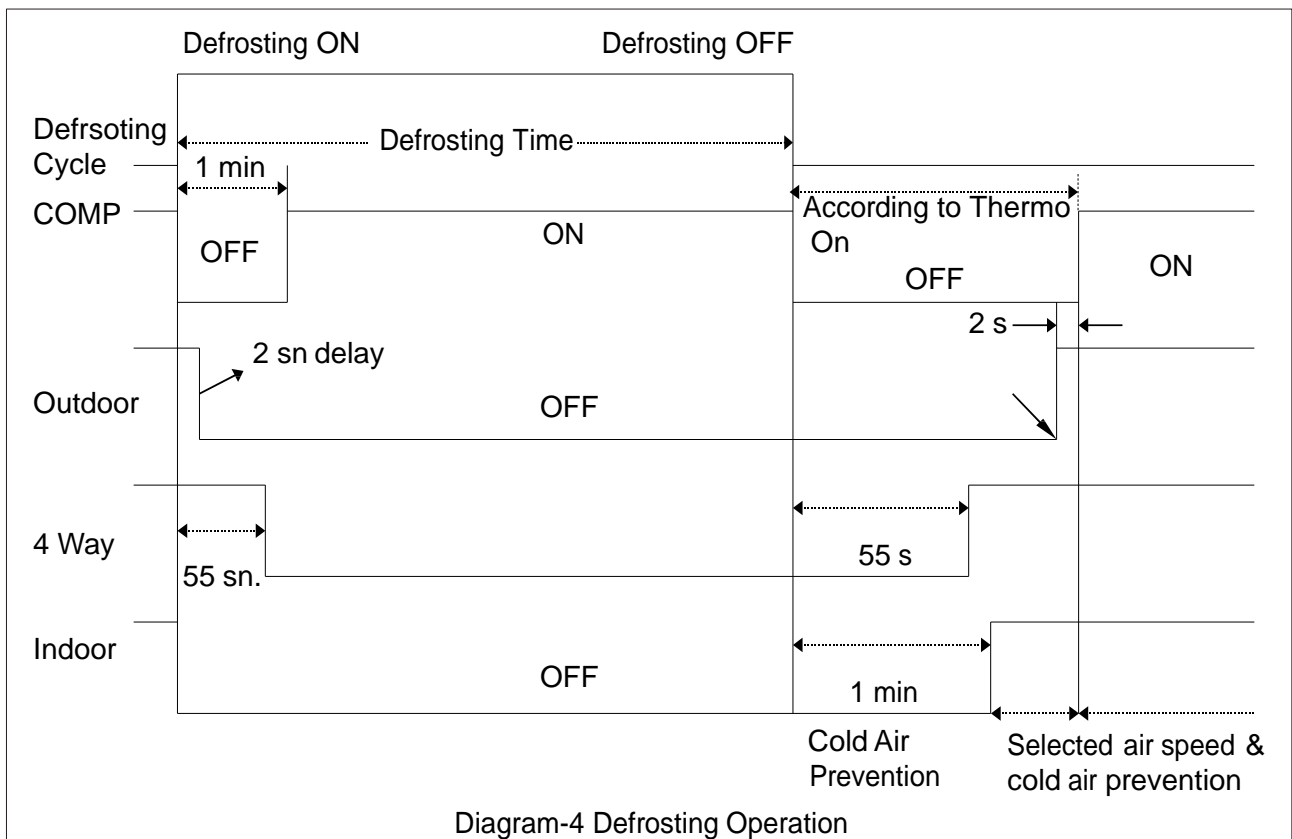 Defrosting ON
Defrosting OFF
Defrsoting
Cycle
Defrosting Time
1 min
COMP
OFF
ON
According to Thermo
On
OFF
ON
2 s
2 sn delay
Outdoor
OFF
4 Way
55 sn.
55 s
Indoor
OFF
1 min
Cold Air
Prevention
Selected air speed &
cold air prevention
Diagram-4 Defrosting Operation